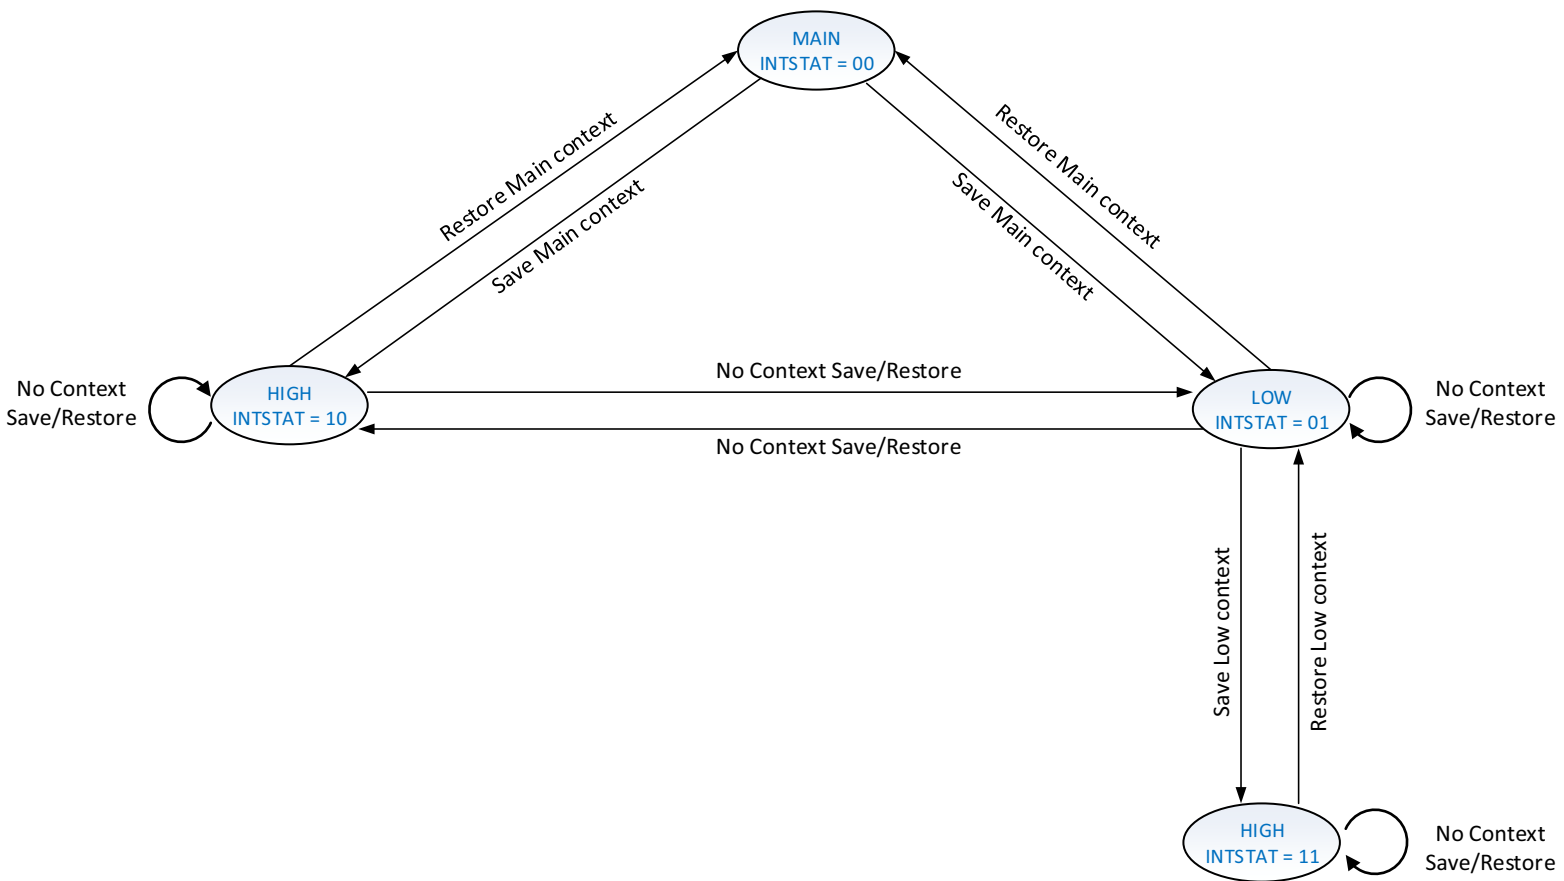 MAIN
INTSTAT = 00
Restore Main context
Save Main context
Save Main context
Restore Main context
No Context
Save/Restore
HIGH
INTSTAT = 10
No Context Save/Restore
No Context Save/Restore
LOW
INTSTAT = 01
No Context
Save/Restore
Save Low context
Restore Low context
HIGH
INTSTAT = 11
No Context
Save/Restore